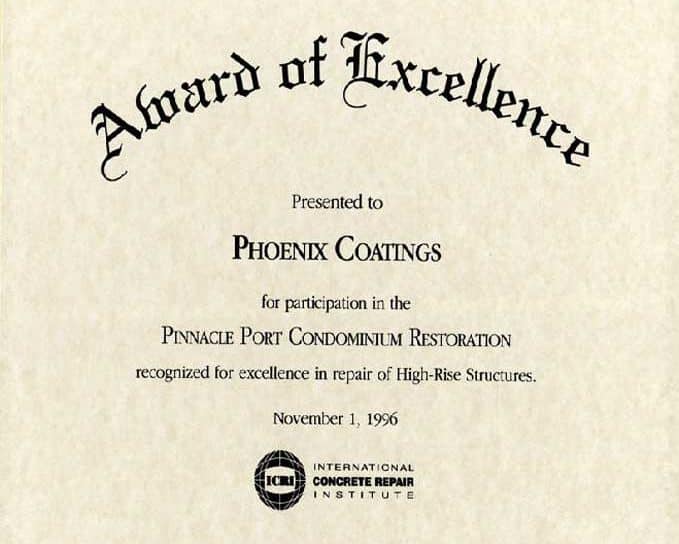 Award of Excellence
Presented to
PHOENIX COATINGS
for participation in the
PINNACLE PORT CONDOMINIUM RESTORATION
recognized for excellence in repair of High-Rise Structures.
November 1, 1996
ICRI
INTERNATIONAL
CONCRETE REPAIR
INSTITUTE